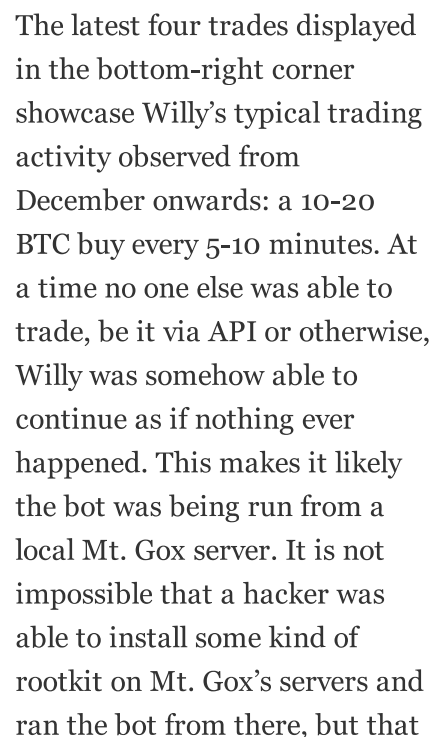 The latest four trades displayed
in the bottom-right corner
showcase Willy’s typical trading
activity observed from
December onwards: a 10-20
BTC buy every 5-10 minutes. At
a time no one else was able to
trade, be it via API or otherwise,
Willy was somehow able to
continue as if nothing ever
happened. This makes it likely
the bot was being run from a
local Mt. Gox server. It is not
impossible that a hacker was
able to install some kind of
rootkit on Mt. Gox’s servers and
ran the bot from there, but that